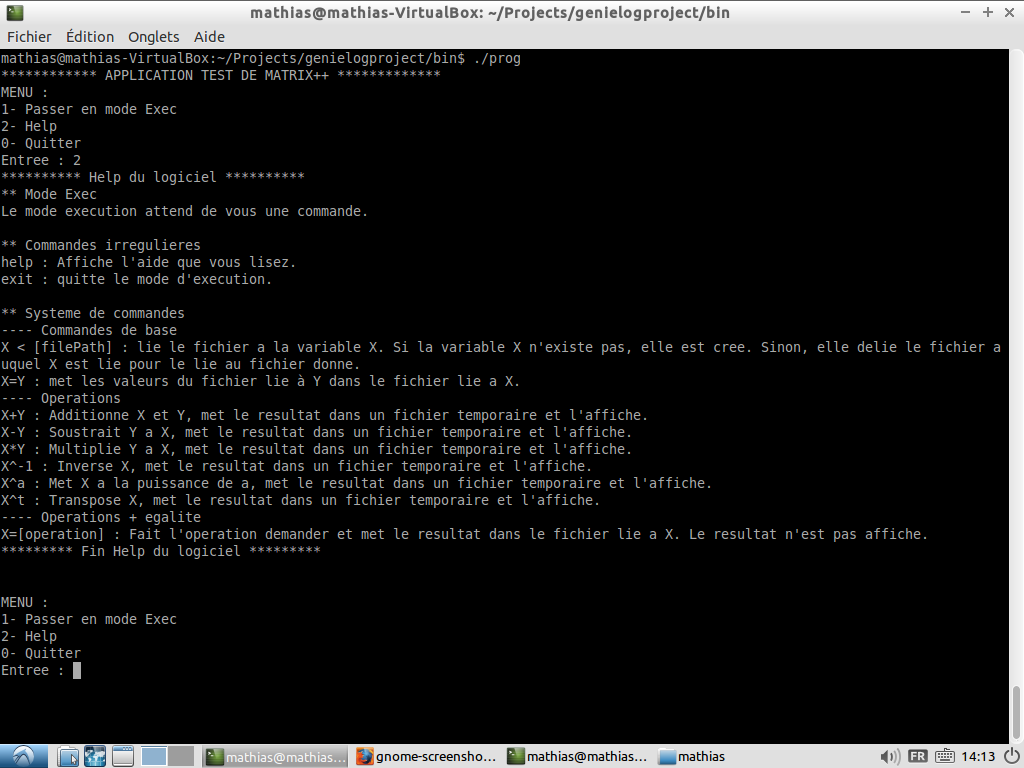 mathias@mathias-VirtualBox: ~/Projects/genielogproject/bin
Fichier Édition Onglets Aide
mathias@mathias-VirtualBox:~/Projects/genielogproject/bin$ ./prog
************ APPLICATION TEST DE MATRIX++ *************
MENU :
1- Passer en mode Exec
2- Help
0- Quitter
Entree : 2
********** Help du logiciel **********
** Mode Exec
Le mode execution attend de vous une commande.
** Commandes irregulieres
help : Affiche l'aide que vous lisez.
exit : quitte le mode d'execution.
** Systeme de commandes
---- Commandes de base
X < [filePath] : lie le fichier a la variable X. Si la variable X n'existe pas, elle est cree. Sinon, elle delie le fichier a
uquel X est lie pour le lie au fichier donne.
X=Y : met les valeurs du fichier lie à Y dans le fichier lie a X.
---- Operations
X+Y : Additionne X et Y, met le resultat dans un fichier temporaire et l'affiche.
X-Y : Soustrait Y a X, met le resultat dans un fichier temporaire et l'affiche.
X*Y : Multiplie Y a X, met le resultat dans un fichier temporaire et l'affiche.
X^-1 : Inverse X, met le resultat dans un fichier temporaire et l'affiche.
X^a : Met X a la puissance de a, met le resultat dans un fichier temporaire et l'affiche.
X^t : Transpose X, met le resultat dans un fichier temporaire et l'affiche.
---- Operations + egalite
X=[operation] : Fait l'operation demander et met le resultat dans le fichier lie a X. Le resultat n'est pas affiche.
********* Fin Help du logiciel *********
MENU :
1- Passer en mode Exec
2- Help
0- Quitter
Entree :
mathias@mathias... gnome-screensho... mathias@mathias... mathias FR 14:13